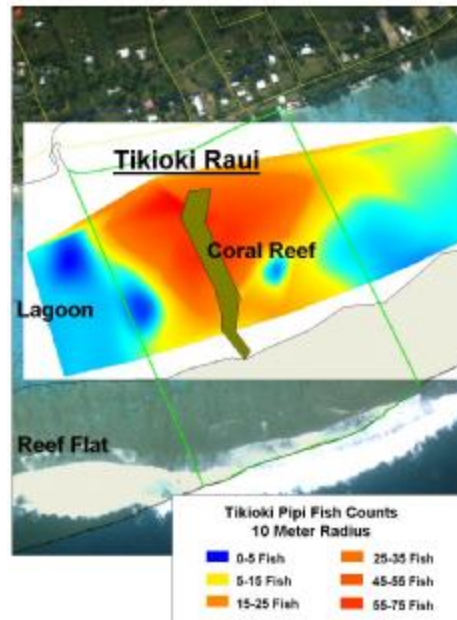 Tikioki Raui
Coral Reef
Lagoon
Reef Flat
Tikioki Pipi Fish Counts
10 Meter Radius
0-5 Fish
25-35 Fish
5-15 Fish
45-55 Fish
15-25 Fish
55-75 Fish